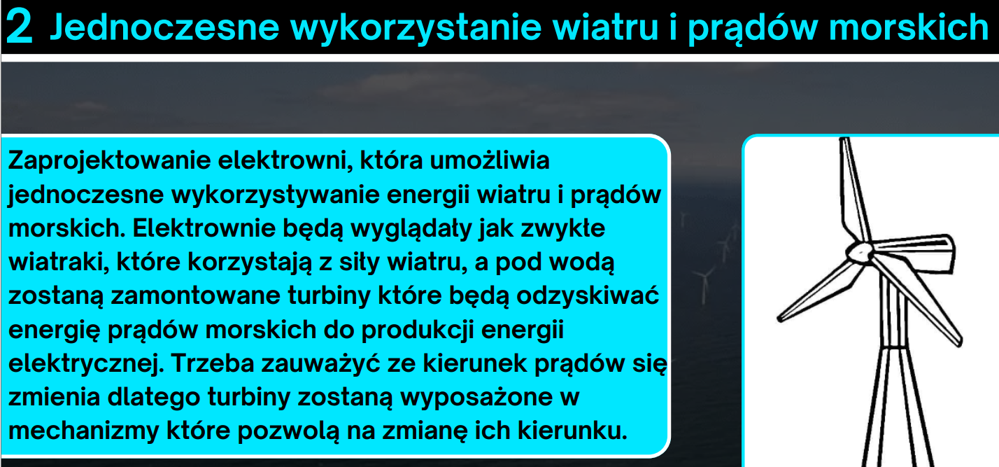 2 Jednoczesne wykorzystanie wiatru i prądów morskich
Zaprojektowanie elektrowni, która umożliwia
jednoczesne wykorzystywanie energii wiatru i prądów
morskich. Elektrownie będą wyglądały jak zwykłe
wiatraki, które korzystają z siły wiatru, a pod wodą
zostaną zamontowane turbiny które będą odzyskiwać
energię prądów morskich do produkcji energii
elektrycznej. Trzeba zauważyć ze kierunek prądów się
zmienia dlatego turbiny zostaną wyposażone w
mechanizmy które pozwolą na zmianę ich kierunku.